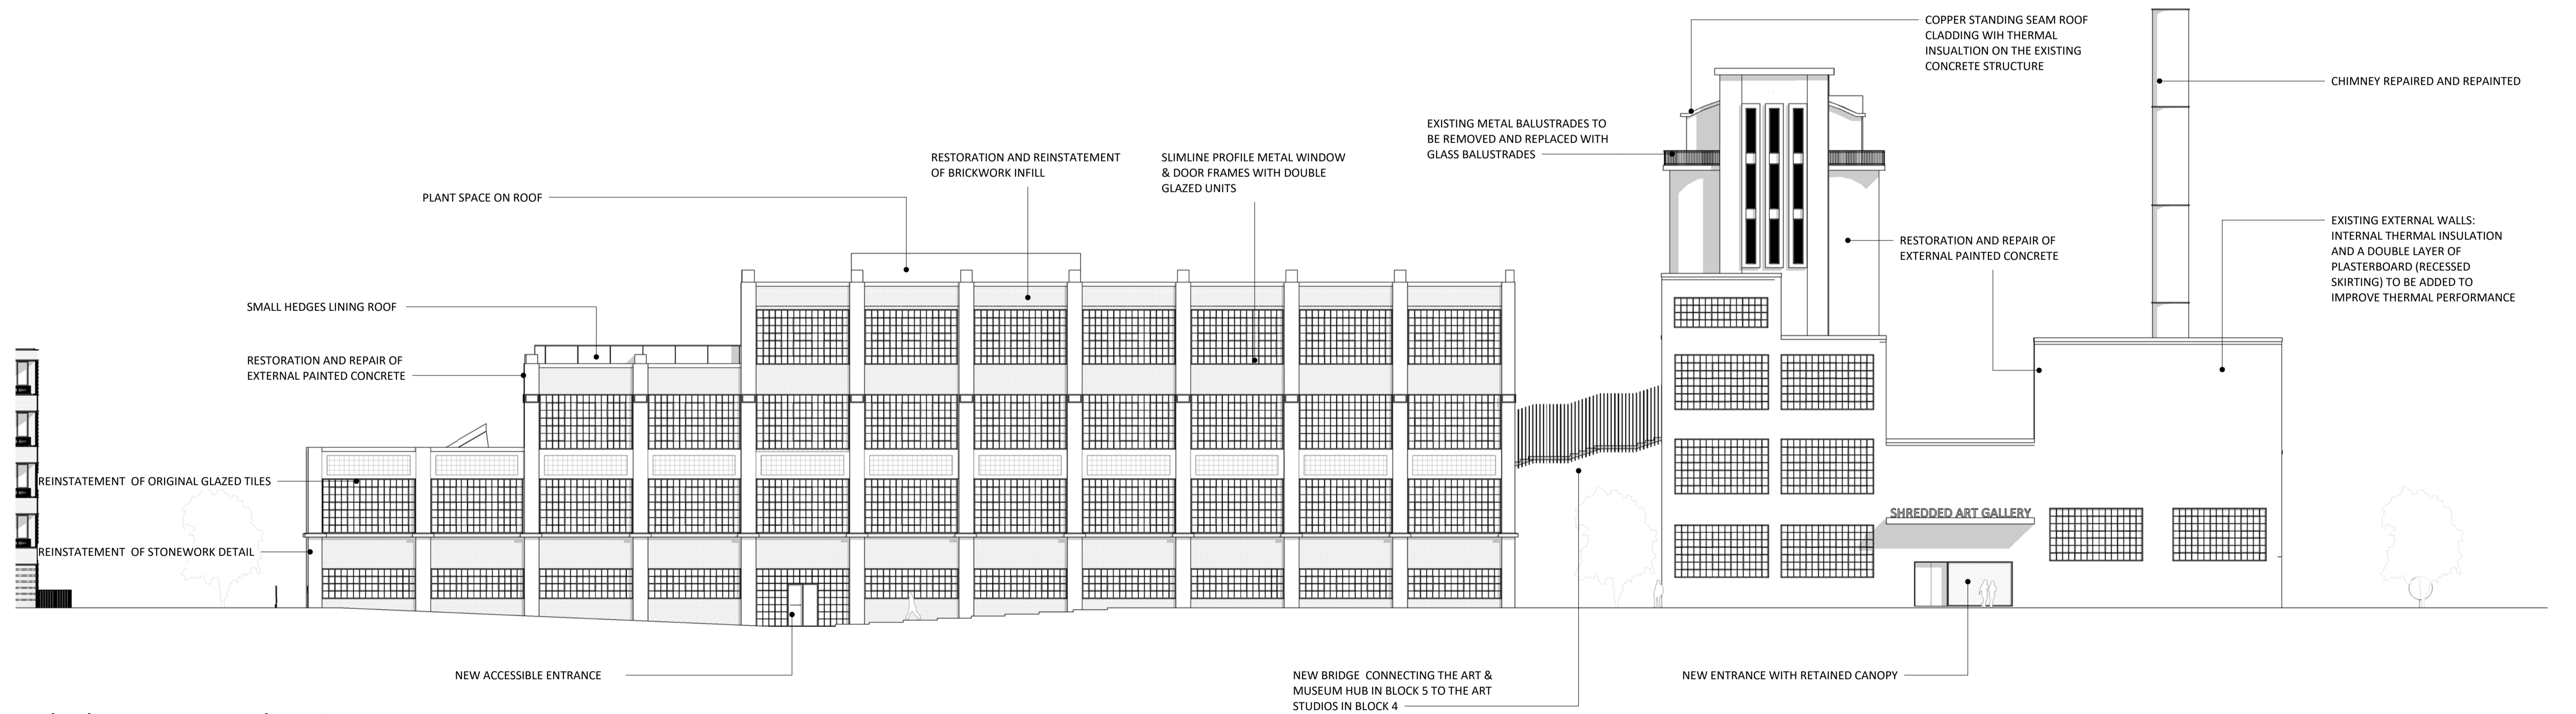 COPPER STANDING SEAM ROOF
CLADDING WIH THERMAL
INSUALTION ON THE EXISTING
CONCRETE STRUCTURE
CHIMNEY REPAIRED AND REPAINTED
EXISTING METAL BALUSTRADES TO
BE REMOVED AND REPLACED WITH
GLASS BALUSTRADES
RESTORATION AND REINSTATEMENT
OF BRICKWORK INFILL
SLIMLINE PROFILE METAL WINDOW
& DOOR FRAMES WITH DOUBLE
GLAZED UNITS
PLANT SPACE ON ROOF
EXISTING EXTERNAL WALLS:
INTERNAL THERMAL INSULATION
AND A DOUBLE LAYER OF
PLASTERBOARD (RECESSED
SKIRTING) TO BE ADDED TO
IMPROVE THERMAL PERFORMANCE
RESTORATION AND REPAIR OF
EXTERNAL PAINTED CONCRETE
SMALL HEDGES LINING ROOF
RESTORATION AND REPAIR OF
EXTERNAL PAINTED CONCRETE
REINSTATEMENT OF ORIGINAL GLAZED TILES
SHREDDED ART GALLERY
REINSTATEMENT OF STONEWORK DETAIL
NEW ACCESSIBLE ENTRANCE
NEW BRIDGE CONNECTING THE ART &
MUSEUM HUB IN BLOCK 5 TO THE ART
STUDIOS IN BLOCK 4
NEW ENTRANCE WITH RETAINED CANOPY